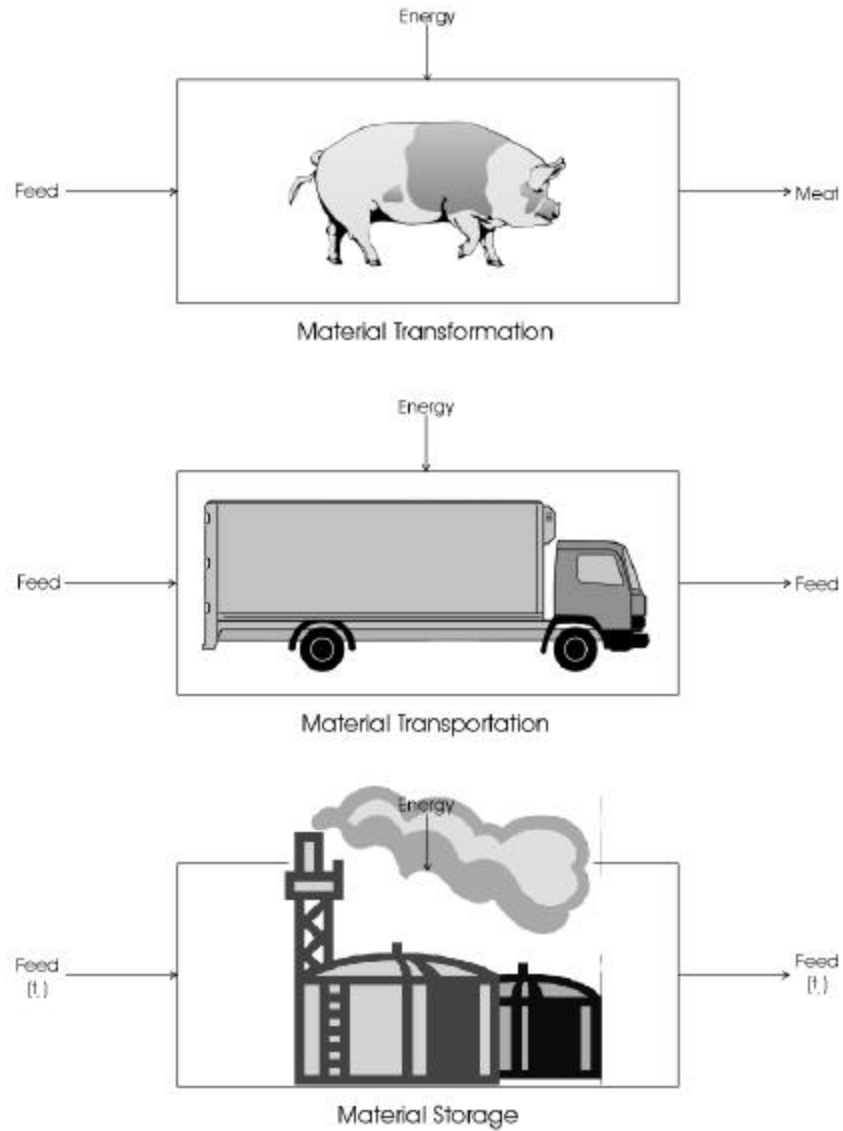 Energy
Feed
Meat
Material Transformation
Energy
Feed
Feed
Material Transportation
Energy
Feed
Feed
Material Storage